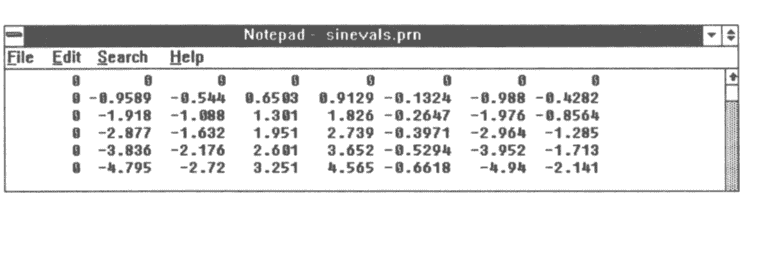 Notepad - sinevals.prn
File Edit Search Help
0 0 0 0 0 0 0 0
0 -0.9589 -0.544 0.6503 0.9129 -0.1324 -0.988 -0.4282
0 -1.918 -1.088 1.301 1.826 -0.2647 -1.976 -0.8564
0 -2.877 -1.632 1.951 2.739 -0.3971 -2.964 -1.285
0 -3.836 -2.176 2.601 3.652 -0.5294 -3.952 -1.713
0 -4.795 -2.72 3.251 4.565 -0.6618 -4.94 -2.141